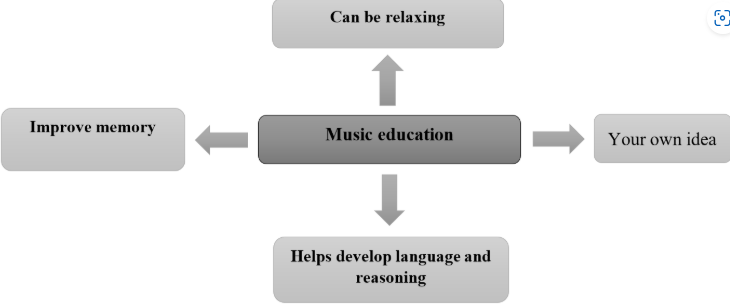 Can be relaxing
Improve memory
Music education
Your own idea
Helps develop language and
reasoning